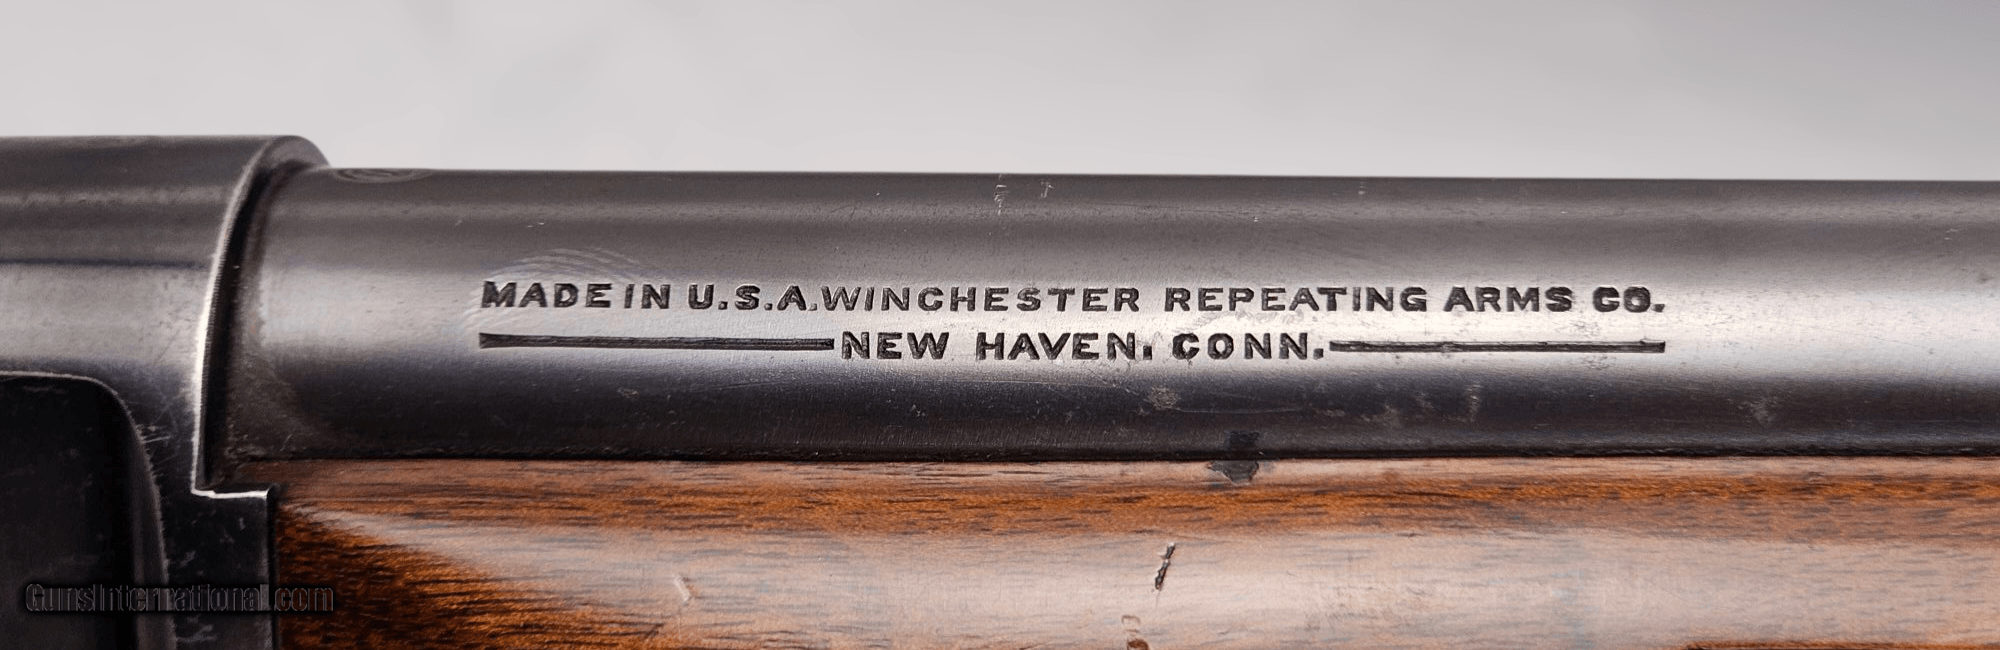 MADE IN U.S.A. WINCHESTER REPEATING ARMS CO.
NEW HAVEN, CONN.
GunsInternational.com